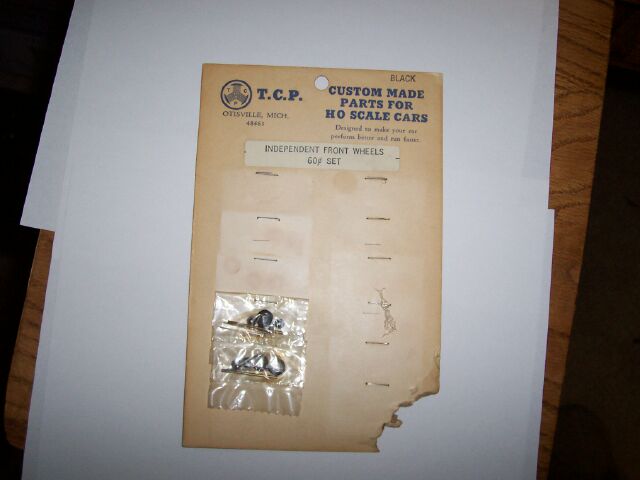 BLACK
T.C.P.
OTISVILLE, MICH.
48463
CUSTOM MADE
PARTS FOR
HO SCALE CARS
Designed to make your car
perform better and run faster.
INDEPENDENT FRONT WHEELS
60¢ SET